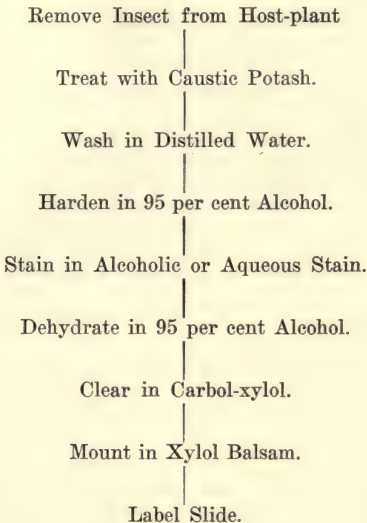 Remove Insect from Host-plant
Treat with Caustic Potash.
Wash in Distilled Water.
Harden in 95 per cent Alcohol.
Stain in Alcoholic or Aqueous Stain.
Dehydrate in 95 per cent Alcohol.
Clear in Carbol-xylol.
Mount in Xylol Balsam.
Label Slide.